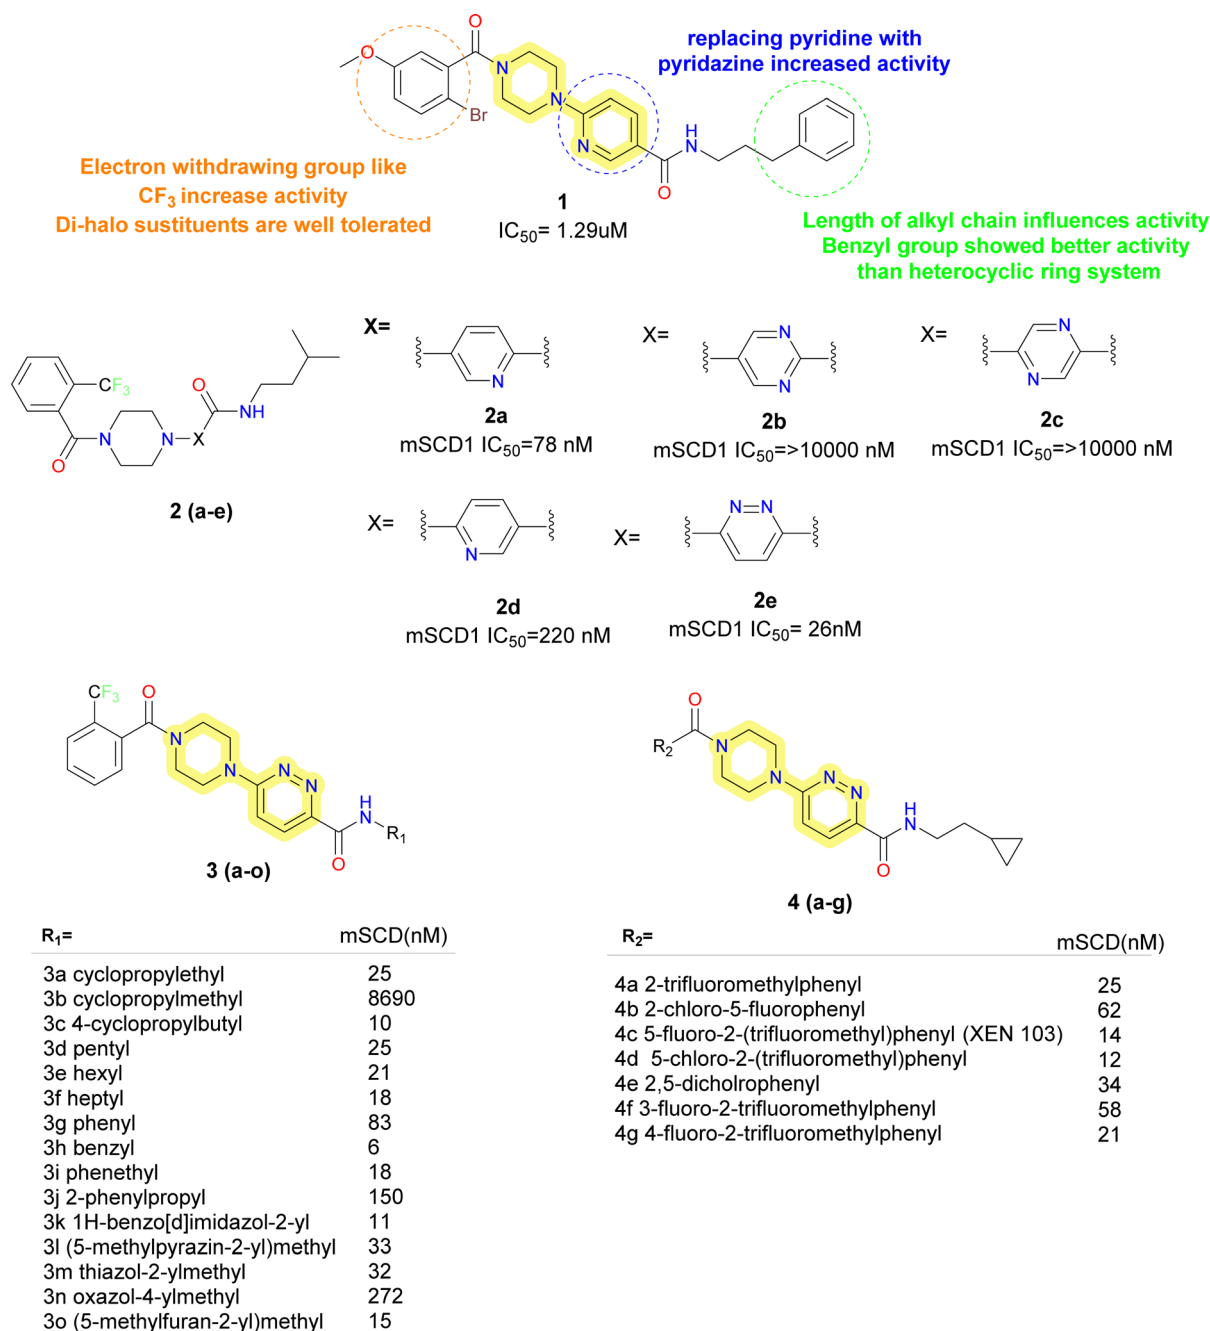 replacing pyridine with
pyridazine increased activity
O
O
N
N
Br
N
H
N
O
Electron withdrawing group like
CF3 increase activity
Di-halo sustituents are well tolerated
1
IC50= 1.29uM
Length of alkyl chain influences activity
Benzyl group showed better activity
than heterocyclic ring system
X=
X=
X=
N
N
N
N
N
CF3
O
NH
N
N
X
O
2a
mSCD1 IC50=78 nM
2b
mSCD1 IC50=>10000 nM
2c
mSCD1 IC50=>10000 nM
2 (a-e)
X=
N
X=
N
N
2d
mSCD1 IC50=220 nM
2e
mSCD1 IC50= 26nM
CF3
O
N
N
N
N
H
N
R1
O
3 (a-o)
O
R2
N
N
N
N
H
N
O
4 (a-g)
R1= mSCD(nM)
3a cyclopropylethyl 25
3b cyclopropylmethyl 8690
3c 4-cyclopropylbutyl 10
3d pentyl 25
3e hexyl 21
3f heptyl 18
3g phenyl 83
3h benzyl 6
3i phenethyl 18
3j 2-phenylpropyl 150
3k 1H-benzo[d]imidazol-2-yl 11
3l (5-methylpyrazin-2-yl)methyl 33
3m thiazol-2-ylmethyl 32
3n oxazol-4-ylmethyl 272
3o (5-methylfuran-2-yl)methyl 15
R2= mSCD(nM)
4a 2-trifluoromethylphenyl 25
4b 2-chloro-5-fluorophenyl 62
4c 5-fluoro-2-(trifluoromethyl)phenyl (XEN 103) 14
4d 5-chloro-2-(trifluoromethyl)phenyl 12
4e 2,5-dicholrophenyl 34
4f 3-fluoro-2-trifluoromethylphenyl 58
4g 4-fluoro-2-trifluoromethylphenyl 21